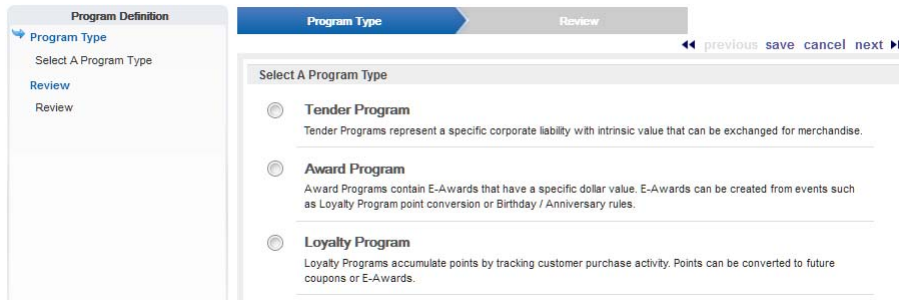 Program Definition
Program Type
Select A Program Type
Review
Review
Program Type
Review
previous save cancel next
Select A Program Type
Tender Program
Tender Programs represent a specific corporate liability with intrinsic value that can be exchanged for merchandise.
Award Program
Award Programs contain E-Awards that have a specific dollar value. E-Awards can be created from events such
as Loyalty Program point conversion or Birthday / Anniversary rules.
Loyalty Program
Loyalty Programs accumulate points by tracking customer purchase activity. Points can be converted to future
coupons or E-Awards.